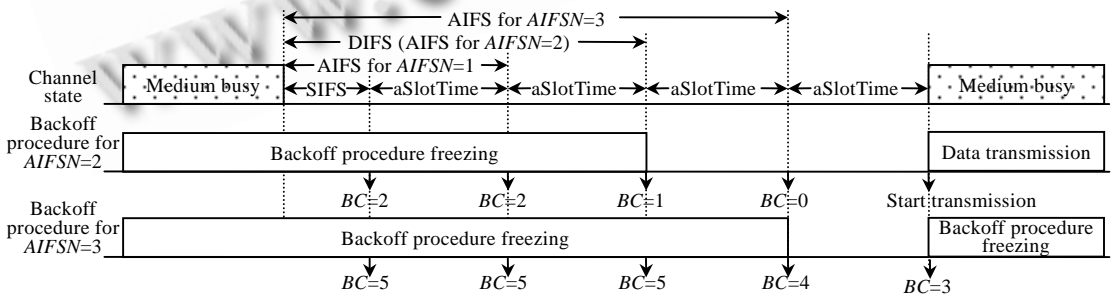 AIFS for AIFSN=3
DIFS (AIFS for AIFSN=2)
AIFS for AIFSN=1
Channel state
Medium busy
SIFS
aSlotTime
aSlotTime
aSlotTime
aSlotTime
Medium busy
Backoff procedure for AIFSN=2
Backoff procedure freezing
Data transmission
BC=2
BC=2
BC=1
BC=0
Start transmission
Backoff procedure for AIFSN=3
Backoff procedure freezing
Backoff procedure freezing
BC=5
BC=5
BC=5
BC=4
BC=3
www.